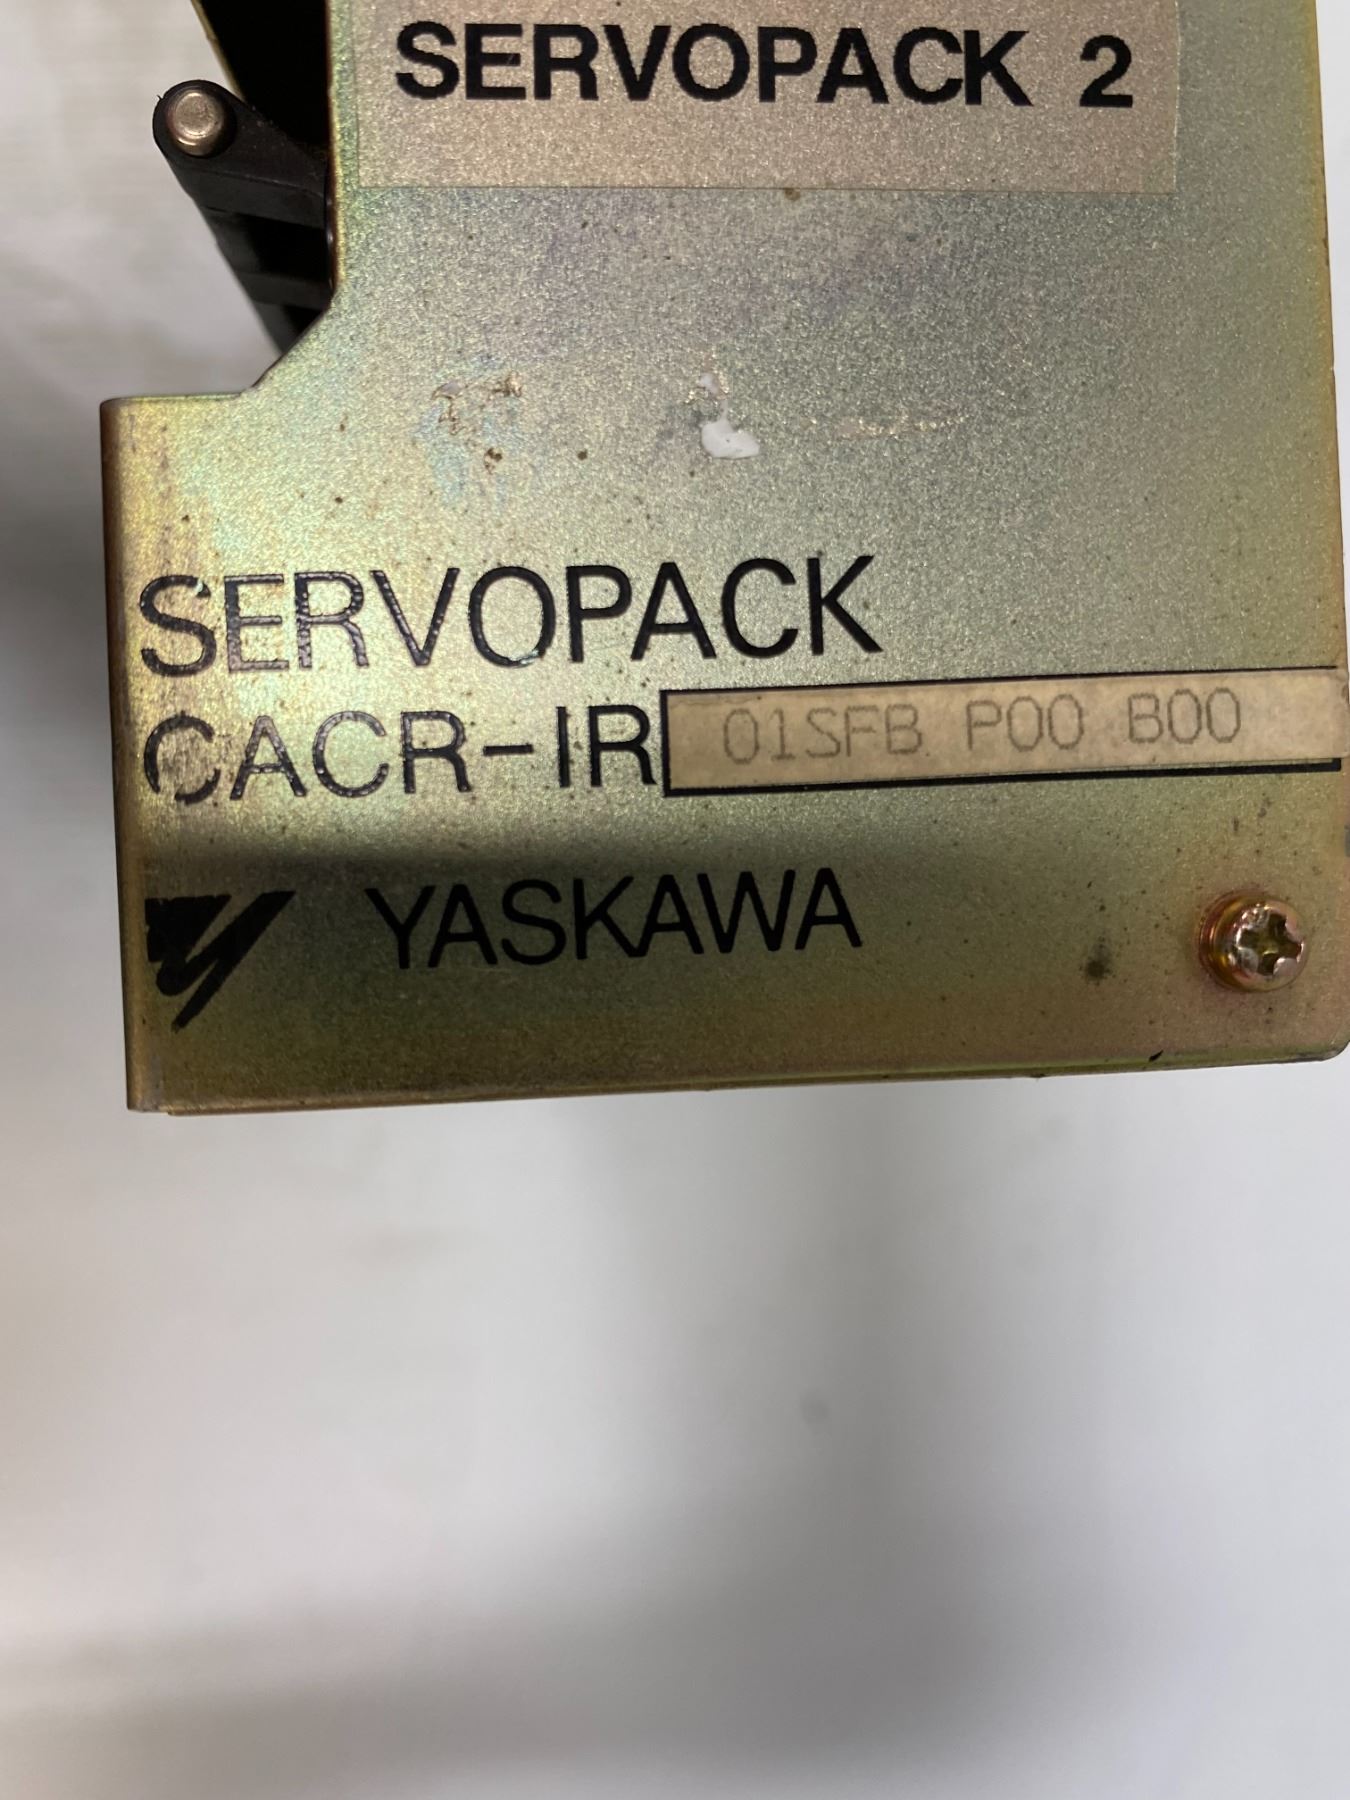 SERVOPACK 2
SERVOPACK
CACR-IR 01SFB P00 B00
YASKAWA